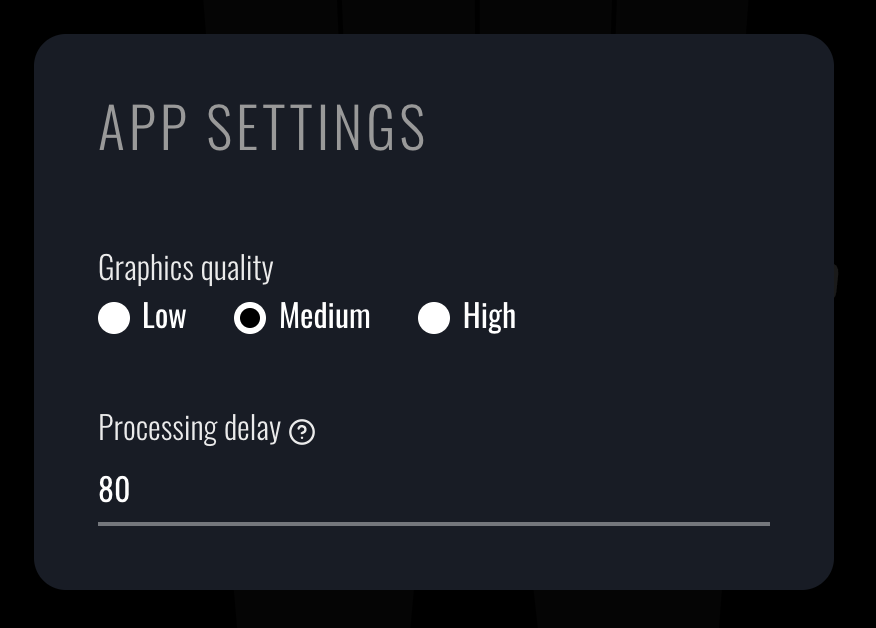 APP SETTINGS
Graphics quality
Low Medium High
Processing delay ?
80